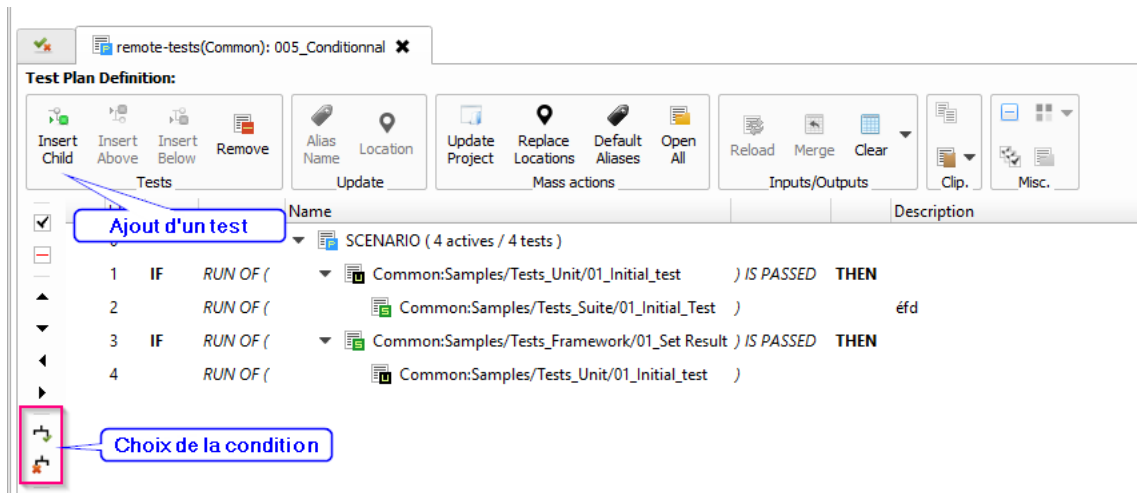 remote-tests(Common): 005_Conditionnal
Test Plan Definition:
Insert Child
Insert Above
Insert Below
Remove
Tests
Alias Name
Location
Update
Update Project
Replace Locations
Default Aliases
Open All
Mass actions
Reload
Merge
Clear
Inputs/Outputs
Clip.
Misc.
Ajout d'un test
Name
Description
SCENARIO ( 4 actives / 4 tests )
1 IF RUN OF ( Common:Samples/Tests_Unit/01_Initial_test ) IS PASSED THEN
2 RUN OF ( Common:Samples/Tests_Suite/01_Initial_Test ) éfd
3 IF RUN OF ( Common:Samples/Tests_Framework/01_Set Result ) IS PASSED THEN
4 RUN OF ( Common:Samples/Tests_Unit/01_Initial_test )
Choix de la condition